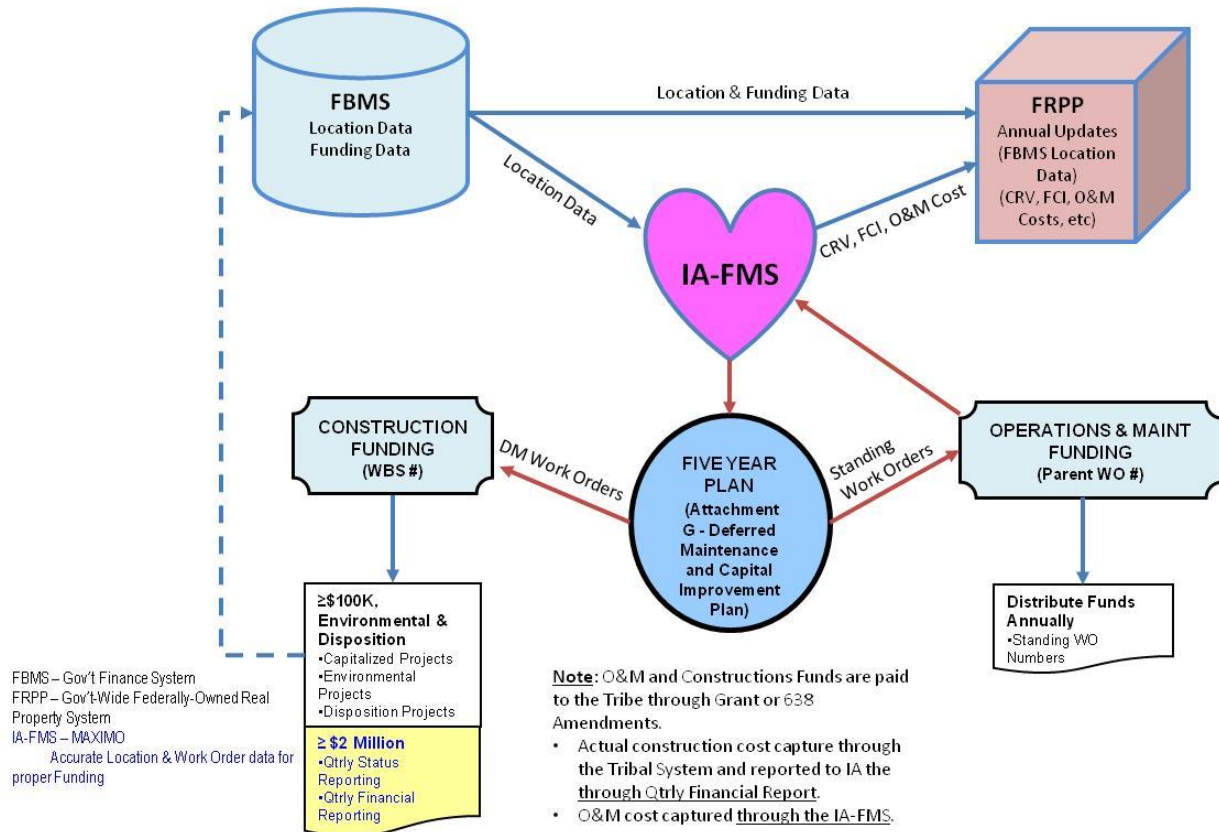 FBMS
Location Data
Funding Data
Location & Funding Data
FRPP
Annual Updates
(FBMS Location
Data)
(CRV, FCI, O&M
Costs, etc)
Location Data
CRV, FCI, O&M Cost
IA-FMS
CONSTRUCTION
FUNDING
(WBS #)
DM Work Orders
FIVE YEAR
PLAN
(Attachment
G - Deferred
Maintenance
and Capital
Improvement
Plan)
Standing
Work Orders
OPERATIONS & MAINT
FUNDING
(Parent WO #)
≥$100K,
Environmental &
Disposition
•Capitalized Projects
•Environmental
Projects
•Disposition Projects
≥ $2 Million
•Qtrly Status
Reporting
•Qtrly Financial
Reporting
Distribute Funds
Annually
•Standing WO
Numbers
FBMS – Gov't Finance System
FRPP – Gov't-Wide Federally-Owned Real
Property System
IA-FMS – MAXIMO
Accurate Location & Work Order data for
proper Funding
Note: O&M and Constructions Funds are paid
to the Tribe through Grant or 638
Amendments.
• Actual construction cost capture through
the Tribal System and reported to IA the
through Qtrly Financial Report.
• O&M cost captured through the IA-FMS.